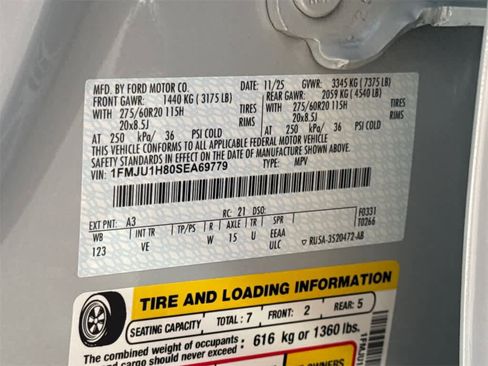 MFD. BY FORD MOTOR CO. 11/25 GVWR: 3345 KG (7375 LB)
FRONT GAWR: 1440 KG (3175 LB) REAR GAWR: 2059 KG (4540 LB)
WITH 275/60R20 115H TIRES WITH 275/60R20 115H TIRES
20x8.5J RIMS 20x8.5J RIMS
AT 250 kPa/ 36 PSI COLD AT 250 kPa/ 36 PSI COLD
THIS VEHICLE CONFORMS TO ALL APPLICABLE FEDERAL MOTOR VEHICLE
SAFETY STANDARDS IN EFFECT ON THE DATE OF MANUFACTURE SHOWN ABOVE.
VIN: 1FMJU1H80SEA69779 TYPE: MPV
EXT PNT: A3 RC: 21 DSO: F0331
WB INT TR TP/PS R AXLE TR SPR T0266
123 VE W 15 U EEAA
ULC RU5A-3520472-AB
TIRE AND LOADING INFORMATION
SEATING CAPACITY TOTAL: 7 FRONT: 2 REAR: 5
The combined weight of occupants
and cargo should never exceed : 616 kg or 1360 lbs.
OWNERS
1FMJU1